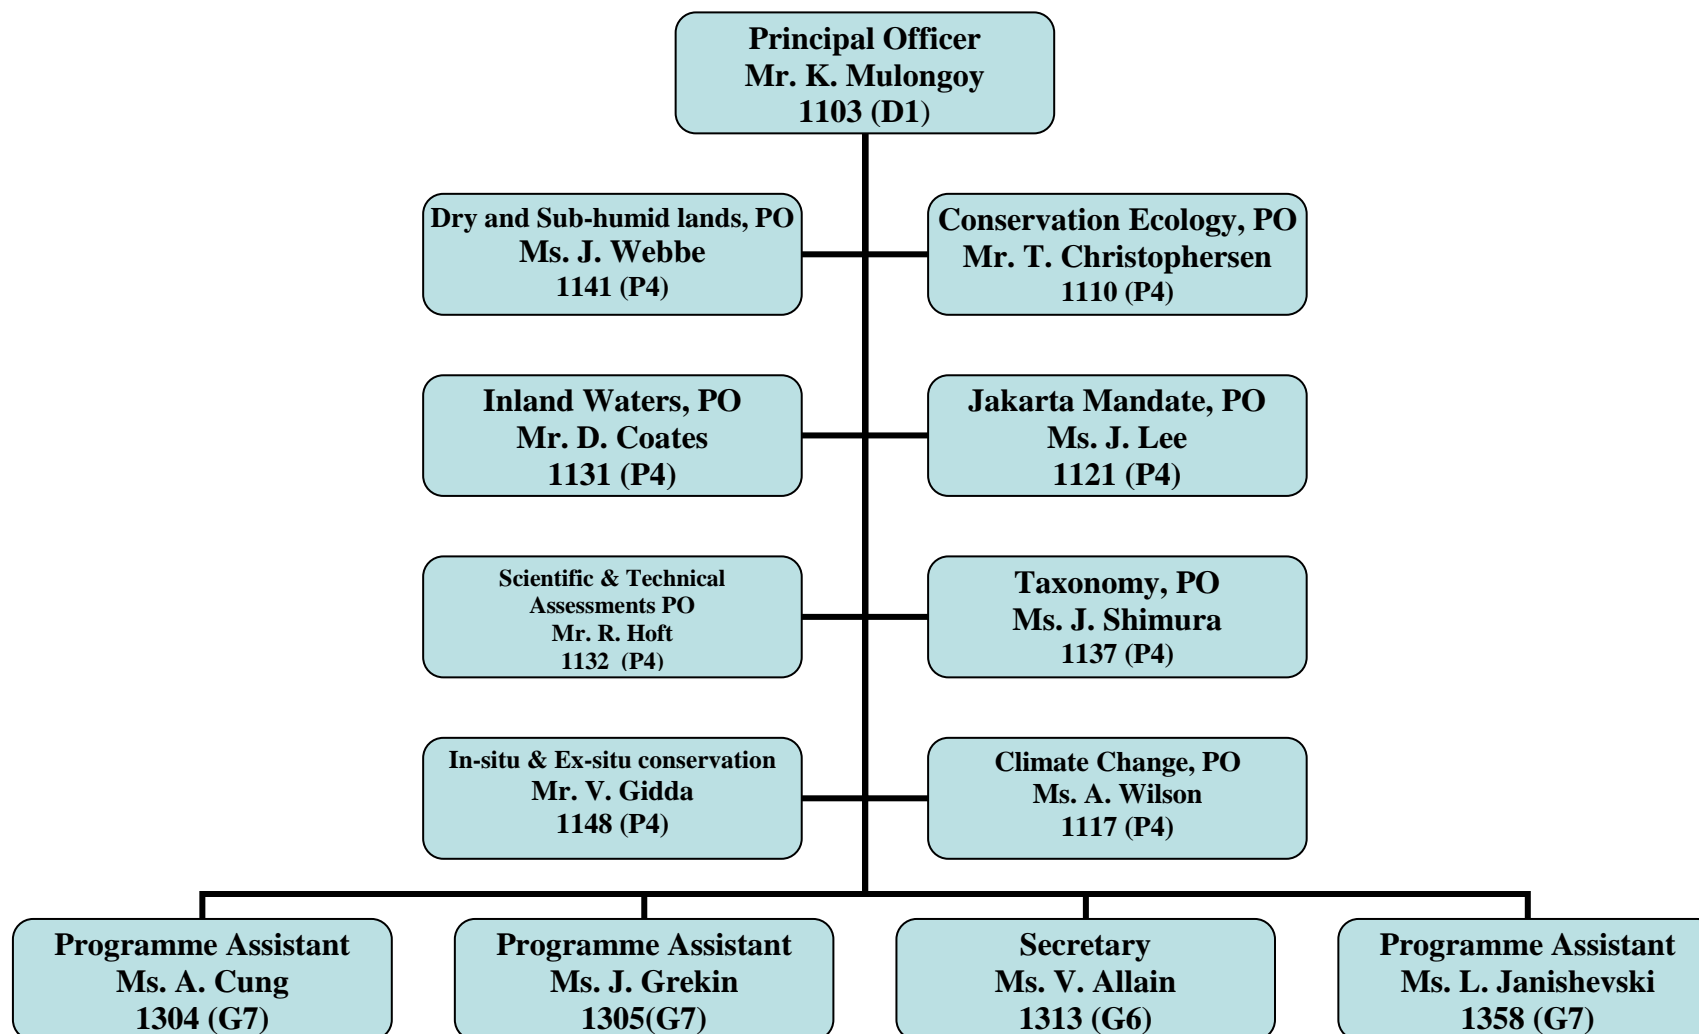 Principal Officer
Mr. K. Mulongoy
1103 (D1)
Dry and Sub-humid lands, PO
Ms. J. Webbe
1141 (P4)
Conservation Ecology, PO
Mr. T. Christophersen
1110 (P4)
Inland Waters, PO
Mr. D. Coates
1131 (P4)
Jakarta Mandate, PO
Ms. J. Lee
1121 (P4)
Scientific & Technical
Assessments PO
Mr. R. Hoft
1132 (P4)
Taxonomy, PO
Ms. J. Shimura
1137 (P4)
In-situ & Ex-situ conservation
Mr. V. Gidda
1148 (P4)
Climate Change, PO
Ms. A. Wilson
1117 (P4)
Programme Assistant
Ms. A. Cung
1304 (G7)
Programme Assistant
Ms. J. Grekin
1305(G7)
Secretary
Ms. V. Allain
1313 (G6)
Programme Assistant
Ms. L. Janishevski
1358 (G7)